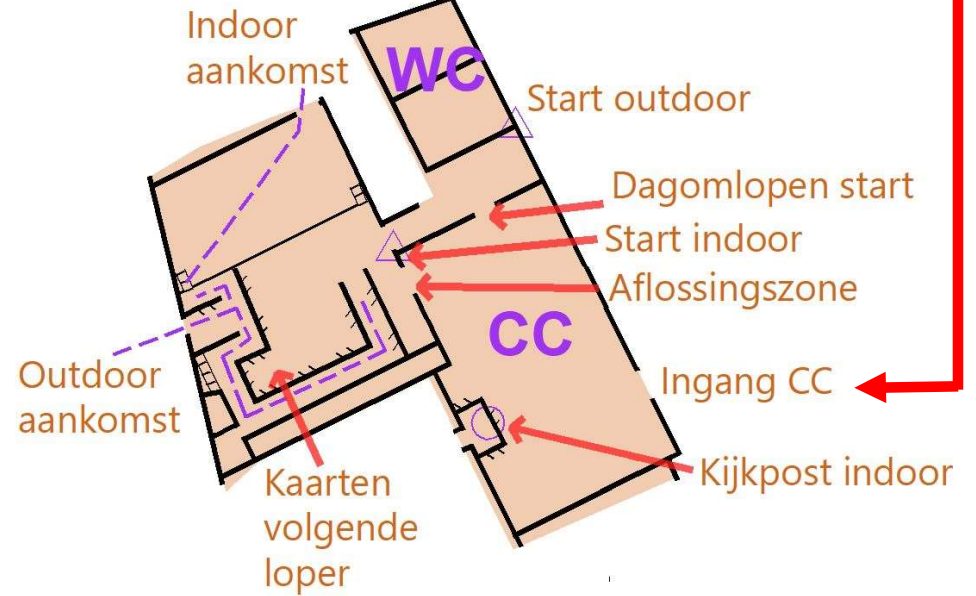 Indoor
aankomst
WC
Start outdoor
Dagomlopen start
Start indoor
Aflossingszone
CC
Outdoor
aankomst
Ingang CC
Kijkpost indoor
Kaarten
volgende
loper